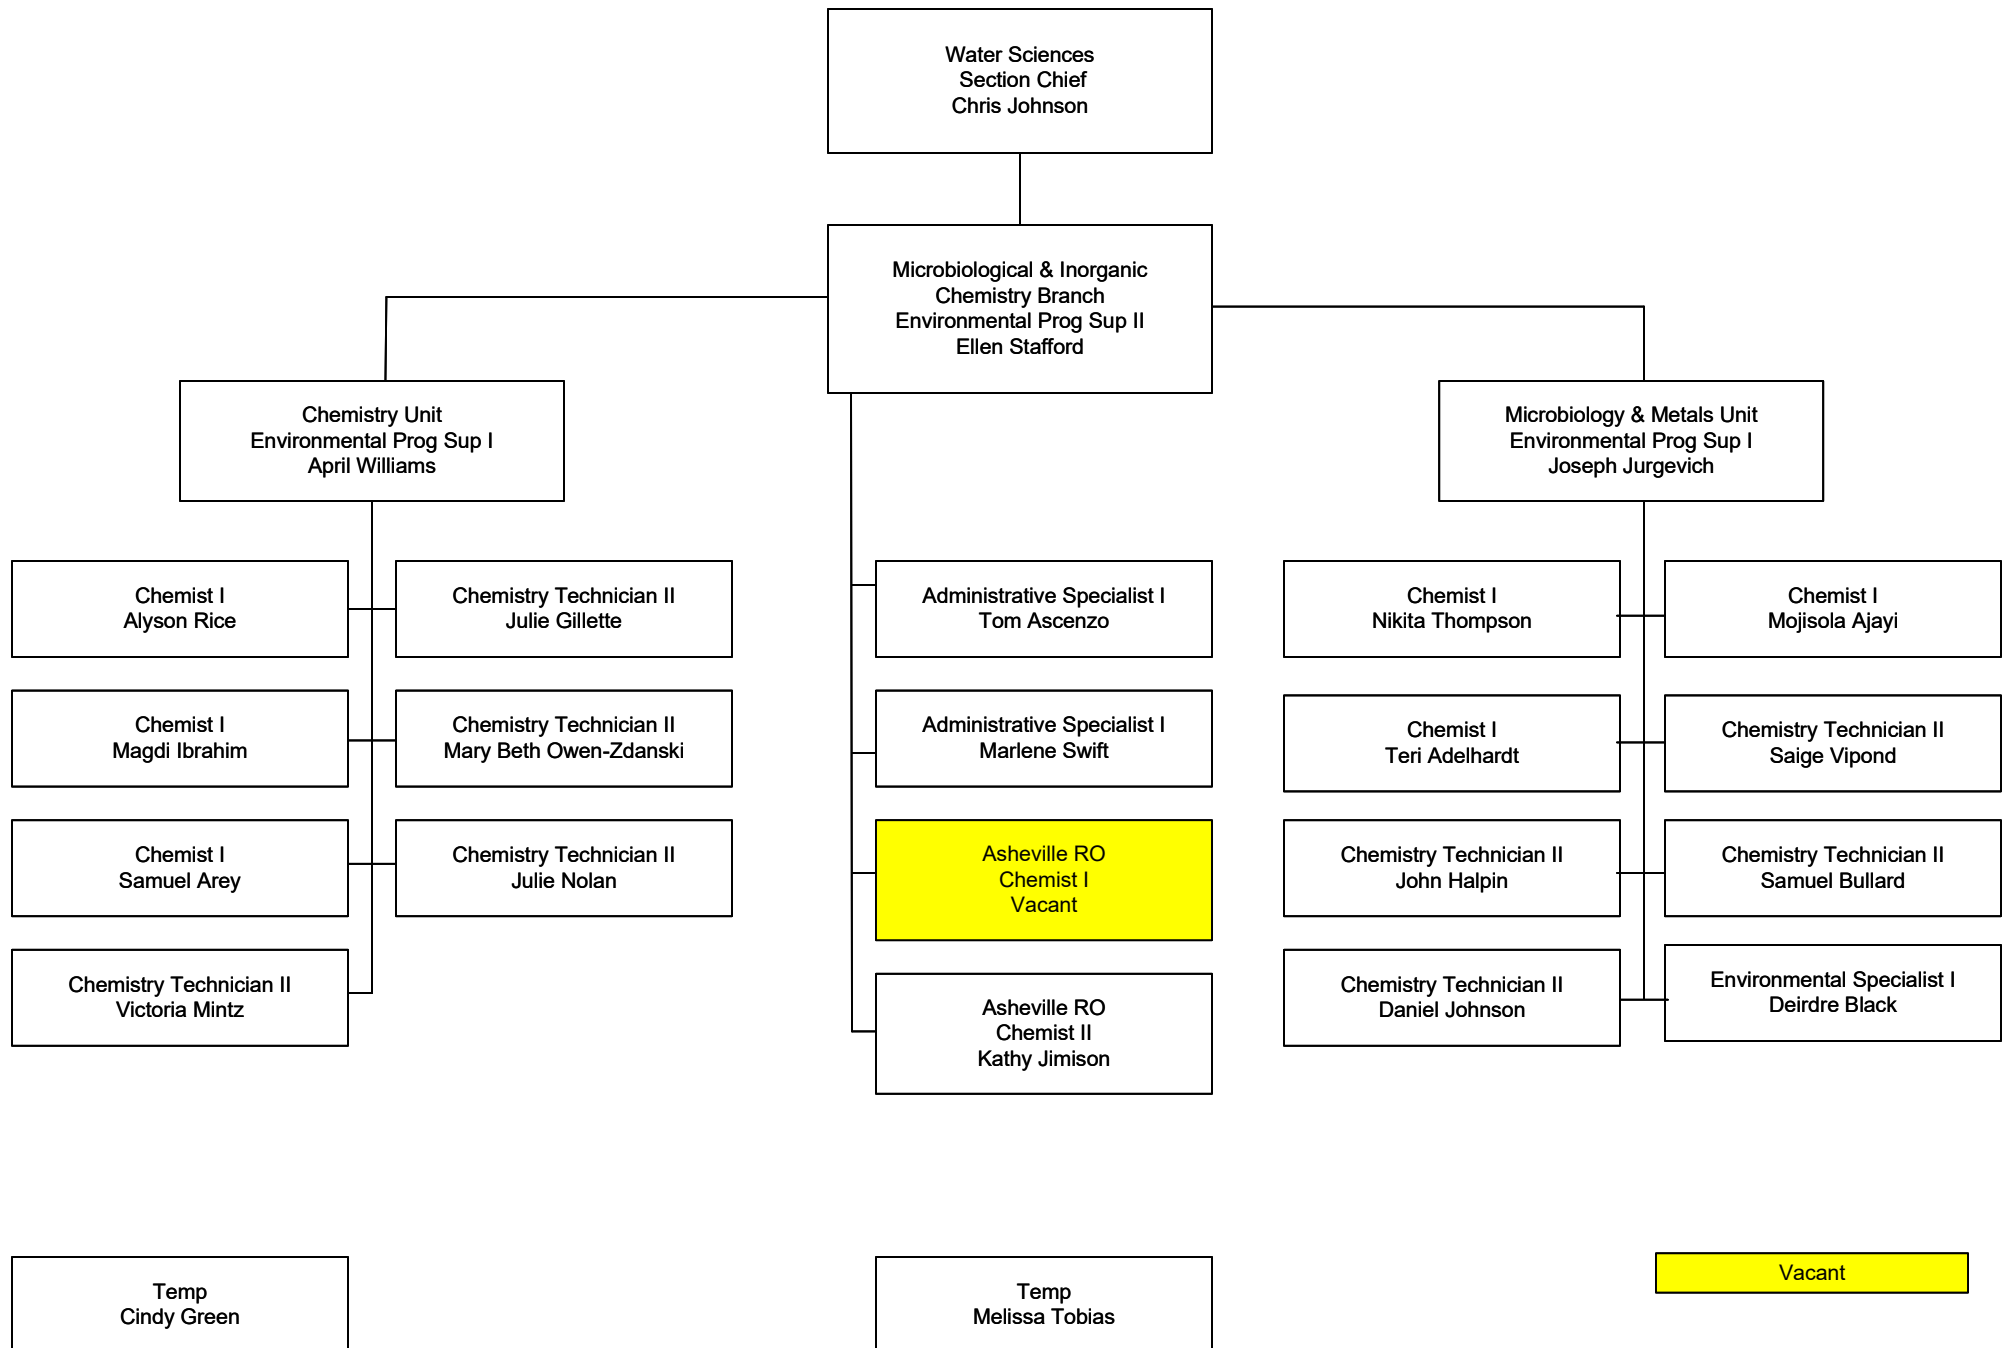 Water Sciences
Section Chief
Chris Johnson
Microbiological & Inorganic
Chemistry Branch
Environmental Prog Sup II
Ellen Stafford
Chemistry Unit
Environmental Prog Sup I
April Williams
Microbiology & Metals Unit
Environmental Prog Sup I
Joseph Jurgevich
Chemist I
Alyson Rice
Chemistry Technician II
Julie Gillette
Administrative Specialist I
Tom Ascenzo
Chemist I
Nikita Thompson
Chemist I
Mojisola Ajayi
Chemist I
Magdi Ibrahim
Chemistry Technician II
Mary Beth Owen-Zdanski
Administrative Specialist I
Marlene Swift
Chemist I
Teri Adelhardt
Chemistry Technician II
Saige Vipond
Chemist I
Samuel Arey
Chemistry Technician II
Julie Nolan
Asheville RO
Chemist I
Vacant
Chemistry Technician II
John Halpin
Chemistry Technician II
Samuel Bullard
Chemistry Technician II
Victoria Mintz
Asheville RO
Chemist II
Kathy Jimison
Chemistry Technician II
Daniel Johnson
Environmental Specialist I
Deirdre Black
Temp
Cindy Green
Temp
Melissa Tobias
Vacant